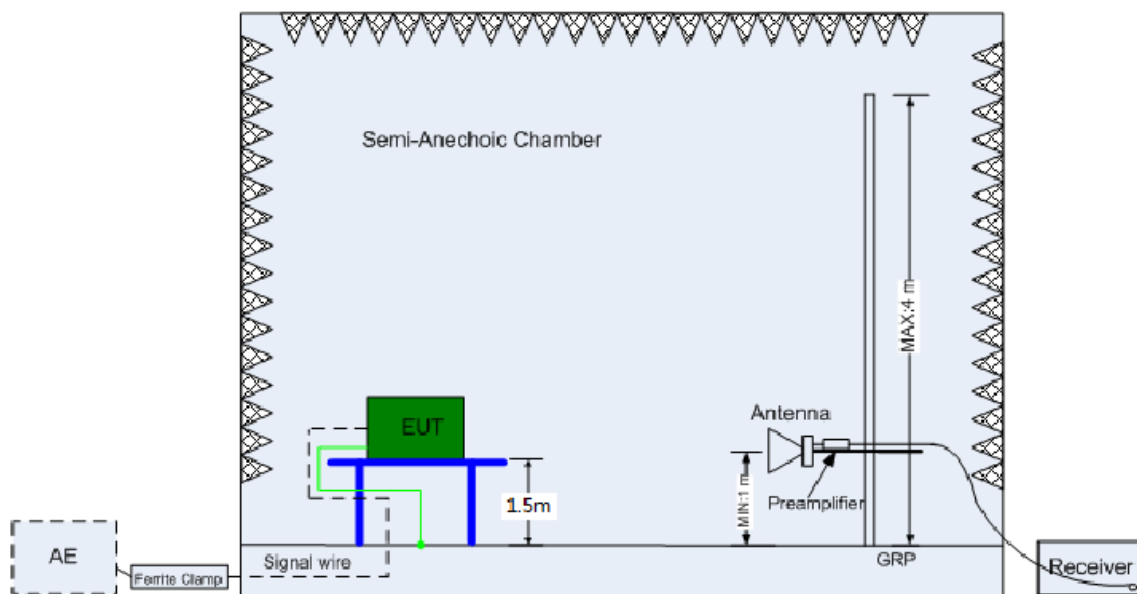 Semi-Anechoic Chamber
MAX:4 m
Antenna
EUT
MIN:1 m
Preamplifier
1.5m
AE
Signal wire
GRP
Ferrite Clamp
Receiver